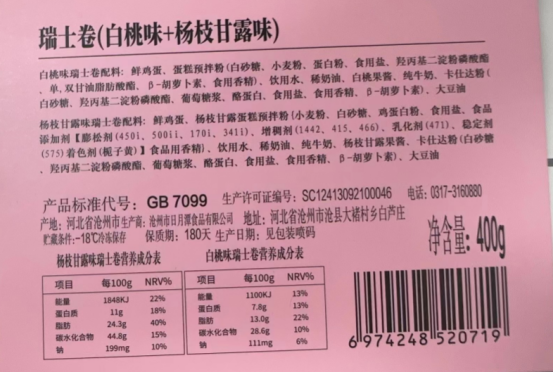 瑞士卷(白桃味+杨枝甘露味)
白桃味瑞士卷配料: 鲜鸡蛋、蛋糕预拌粉(白砂糖、小麦粉、蛋白粉、食用盐、羟丙基二淀粉磷酸酯
、单,双甘油脂肪酸酯、β-胡萝卜素、食用香精)、饮用水、稀奶油、白桃果酱、纯牛奶、卡仕达粉(
白砂糖、羟丙基二淀粉磷酸酯、葡萄糖浆、酪蛋白、食用盐、食用香精、β-胡萝卜素)、大豆油
杨枝甘露味瑞士卷配料: 鲜鸡蛋、杨枝甘露蛋糕预拌粉(小麦粉、白砂糖、鸡蛋白粉、食用盐、食品
添加剂【膨松剂(450i、500ii、170i、341i)、增稠剂(1442、415、466)、乳化剂(471)、稳定剂
(575)着色剂(栀子黄)】食品用香精)、饮用水、稀奶油、纯牛奶、杨枝甘露果酱、卡仕达粉(白砂糖
、羟丙基二淀粉磷酸酯、葡萄糖浆、酪蛋白、食用盐、食用香精、β-胡萝卜素)、大豆油
产品标准代号: GB 7099 生产许可证编号: SC12413092100046 电话: 0317-3160880
产地: 河北省沧州市 生产商: 沧州市日月潭食品有限公司 地址: 河北省沧州市沧县大褚村乡白芦庄
贮藏条件:-18℃冷冻保存 保质期: 180天 生产日期: 见包装喷码
净含量: 400g
杨枝甘露味瑞士卷营养成分表
项目 每100g NRV%
能量 1848KJ 22%
蛋白质 11g 18%
脂肪 24.3g 40%
碳水化合物 44.8g 15%
钠 199mg 10%
白桃味瑞士卷营养成分表
项目 每100g NRV%
能量 1100KJ 13%
蛋白质 7.8g 13%
脂肪 13.0g 22%
碳水化合物 28.6g 10%
钠 111mg 6%
6 974248 520719